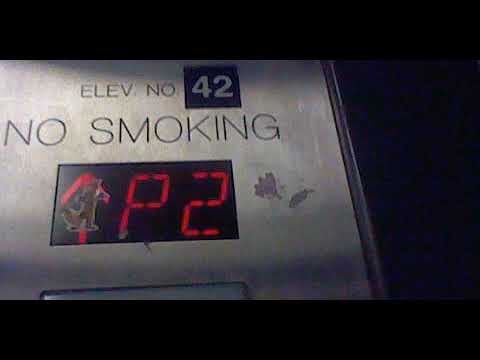 ELEV. NO. 42
NO SMOKING
P2